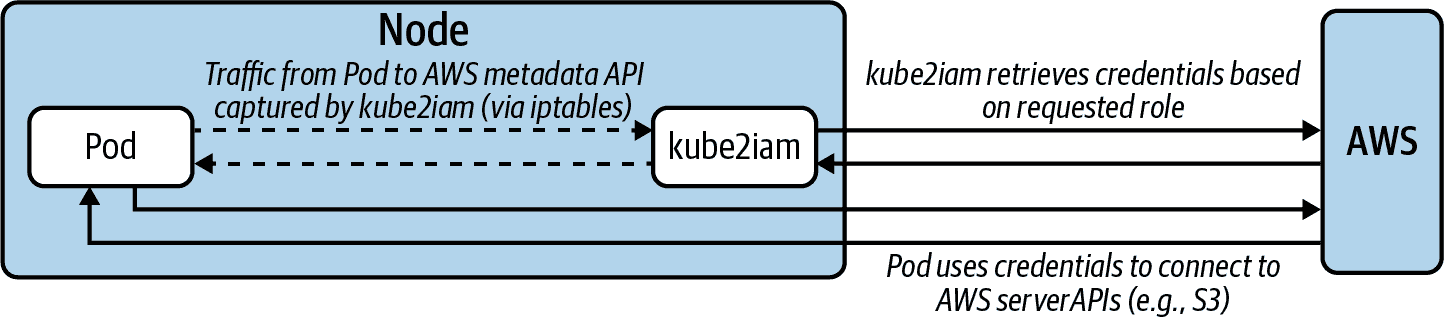 Node
Traffic from Pod to AWS metadata API
captured by kube2iam (via iptables)
Pod
kube2iam
kube2iam retrieves credentials based
on requested role
AWS
Pod uses credentials to connect to
AWS serverAPIs (e.g., S3)